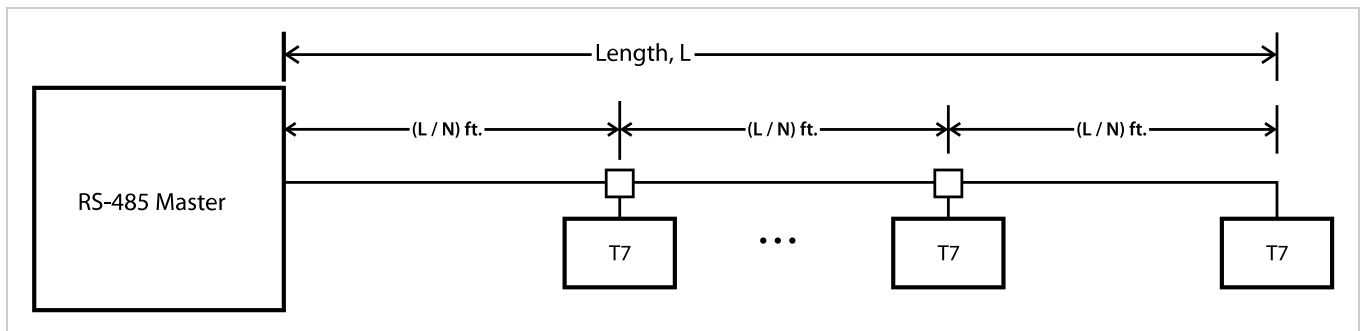 Length, L
(L / N) ft.
(L / N) ft.
(L / N) ft.
RS-485 Master
T7
...
T7
T7